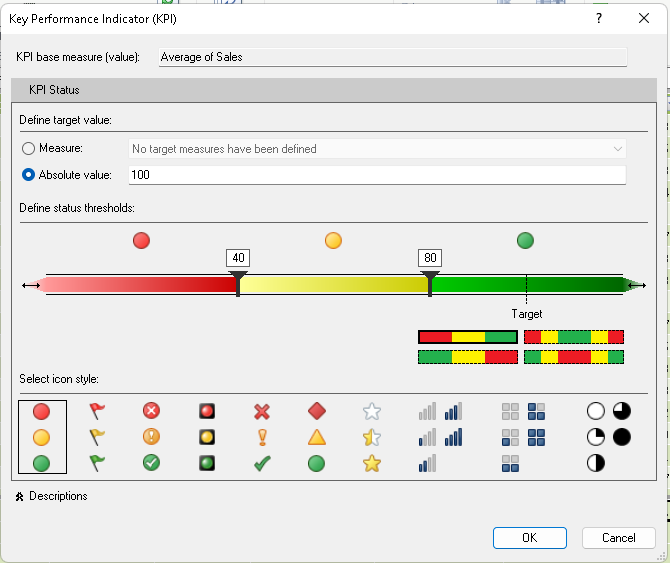 Key Performance Indicator (KPI)
?
KPI base measure (value): Average of Sales
KPI Status
Define target value:
Measure: No target measures have been defined
Absolute value: 100
Define status thresholds:
40 80
Target
Select icon style:
Descriptions
OK Cancel